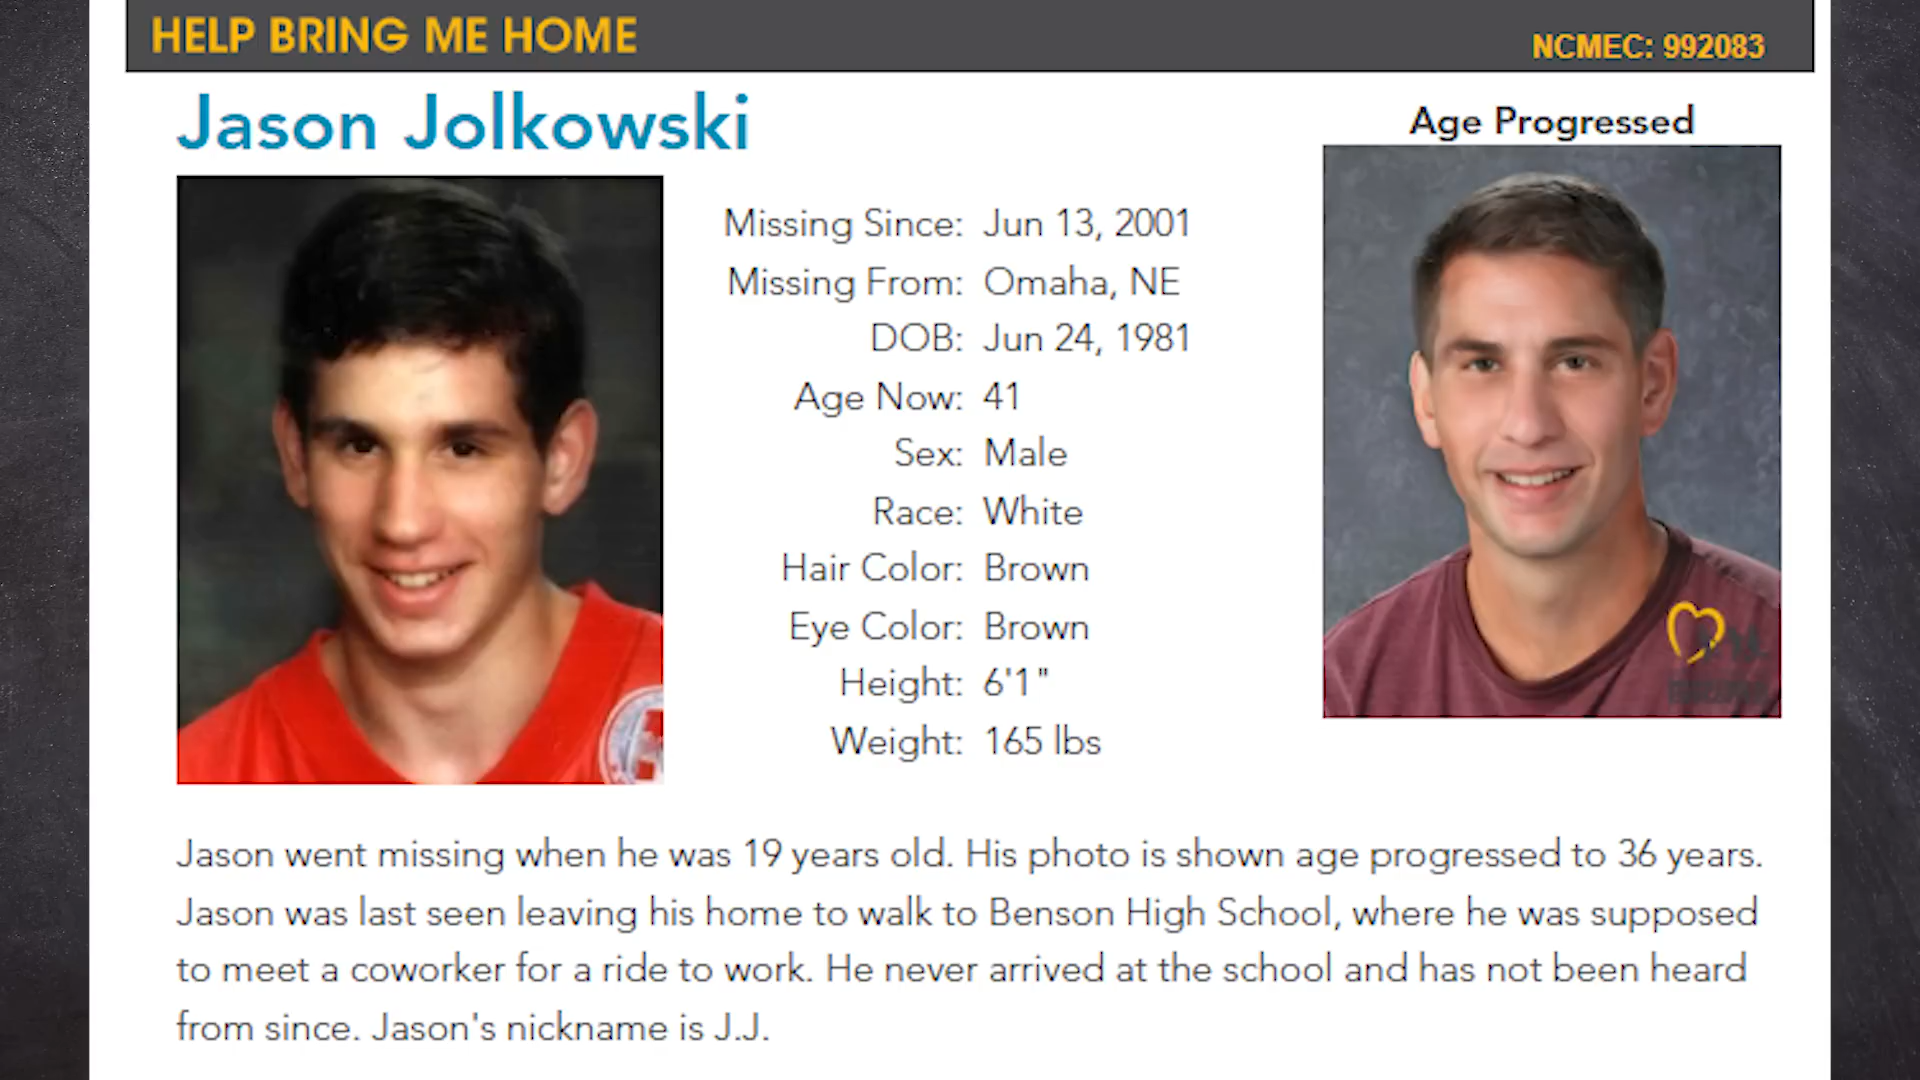 HELP BRING ME HOME
NCMEC: 992083
Jason Jolkowski
Age Progressed
Missing Since: Jun 13, 2001
Missing From: Omaha, NE
DOB: Jun 24, 1981
Age Now: 41
Sex: Male
Race: White
Hair Color: Brown
Eye Color: Brown
Height: 6'1"
Weight: 165 lbs
Jason went missing when he was 19 years old. His photo is shown age progressed to 36 years.
Jason was last seen leaving his home to walk to Benson High School, where he was supposed
to meet a coworker for a ride to work. He never arrived at the school and has not been heard
from since. Jason's nickname is J.J.